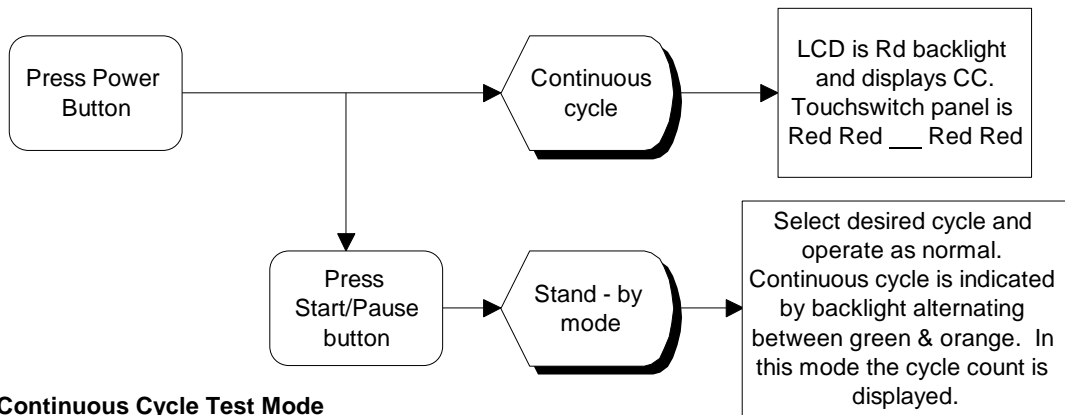 Press Power
Button
Continuous
cycle
LCD is Rd backlight
and displays CC.
Touchswitch panel is
Red Red __ Red Red
Press
Start/Pause
button
Stand - by
mode
Select desired cycle and
operate as normal.
Continuous cycle is indicated
by backlight alternating
between green & orange. In
this mode the cycle count is
displayed.
Continuous Cycle Test Mode